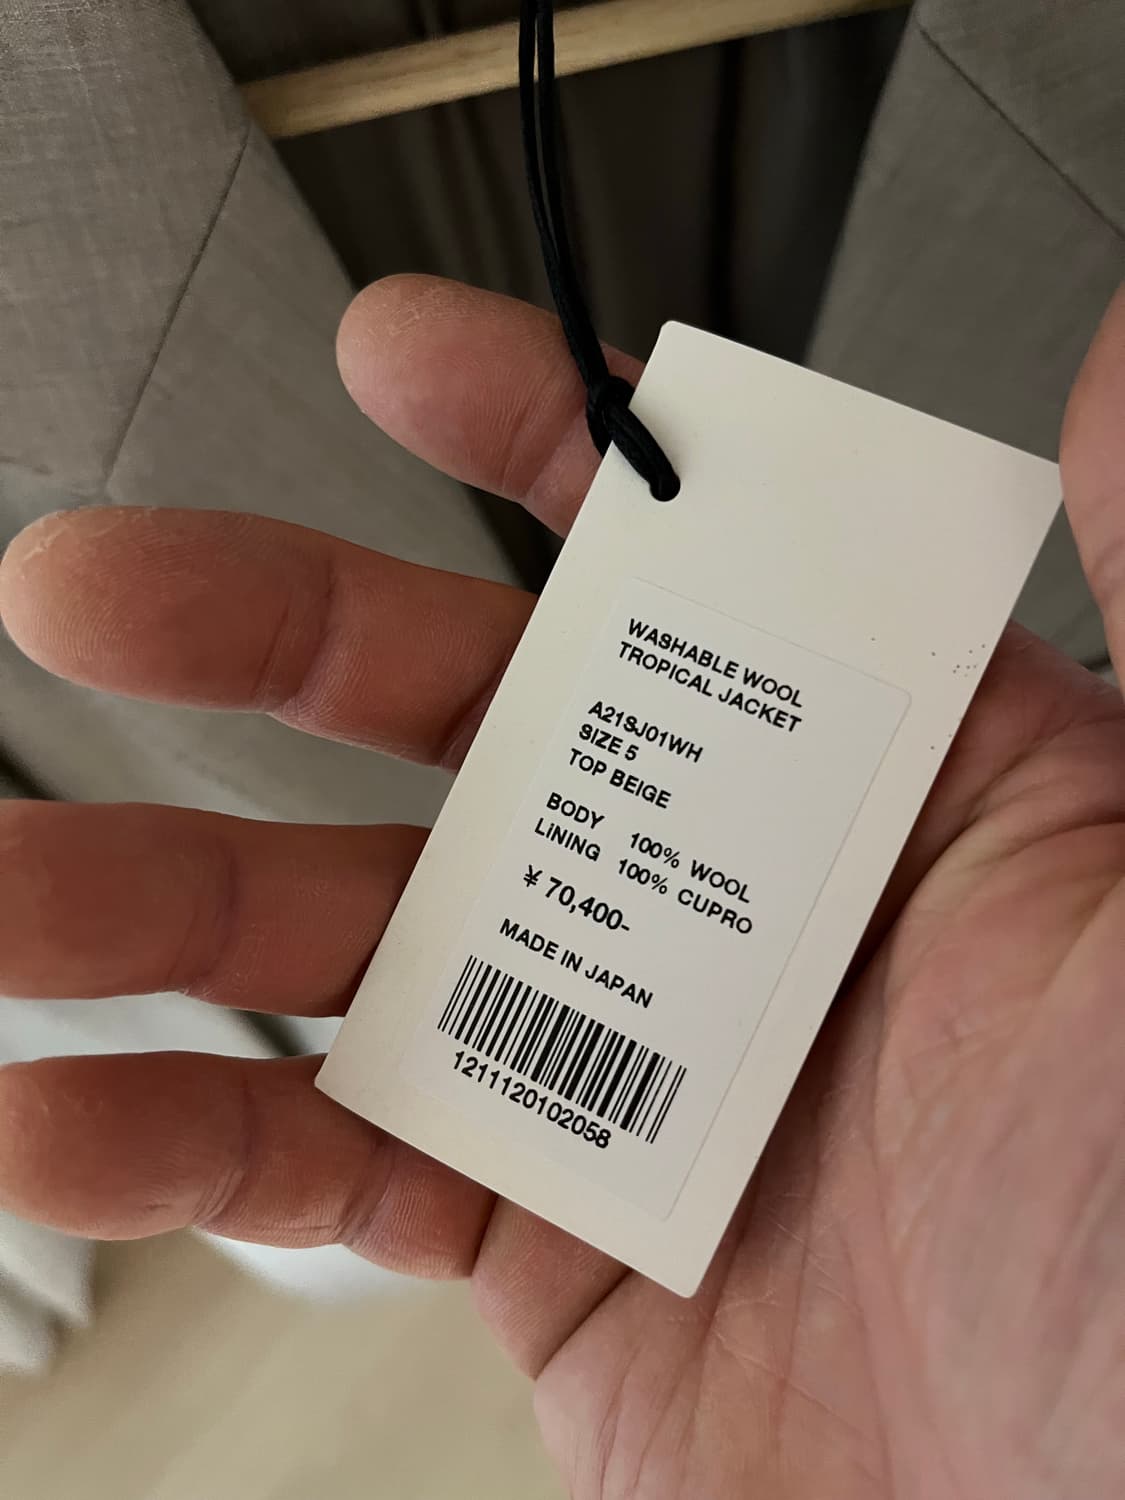 WASHABLE WOOL
TROPICAL JACKET
A21SJ01WH
SIZE 5
TOP BEIGE
BODY 100% WOOL
LINING 100% CUPRO
¥ 70,400-
MADE IN JAPAN
1211120102058